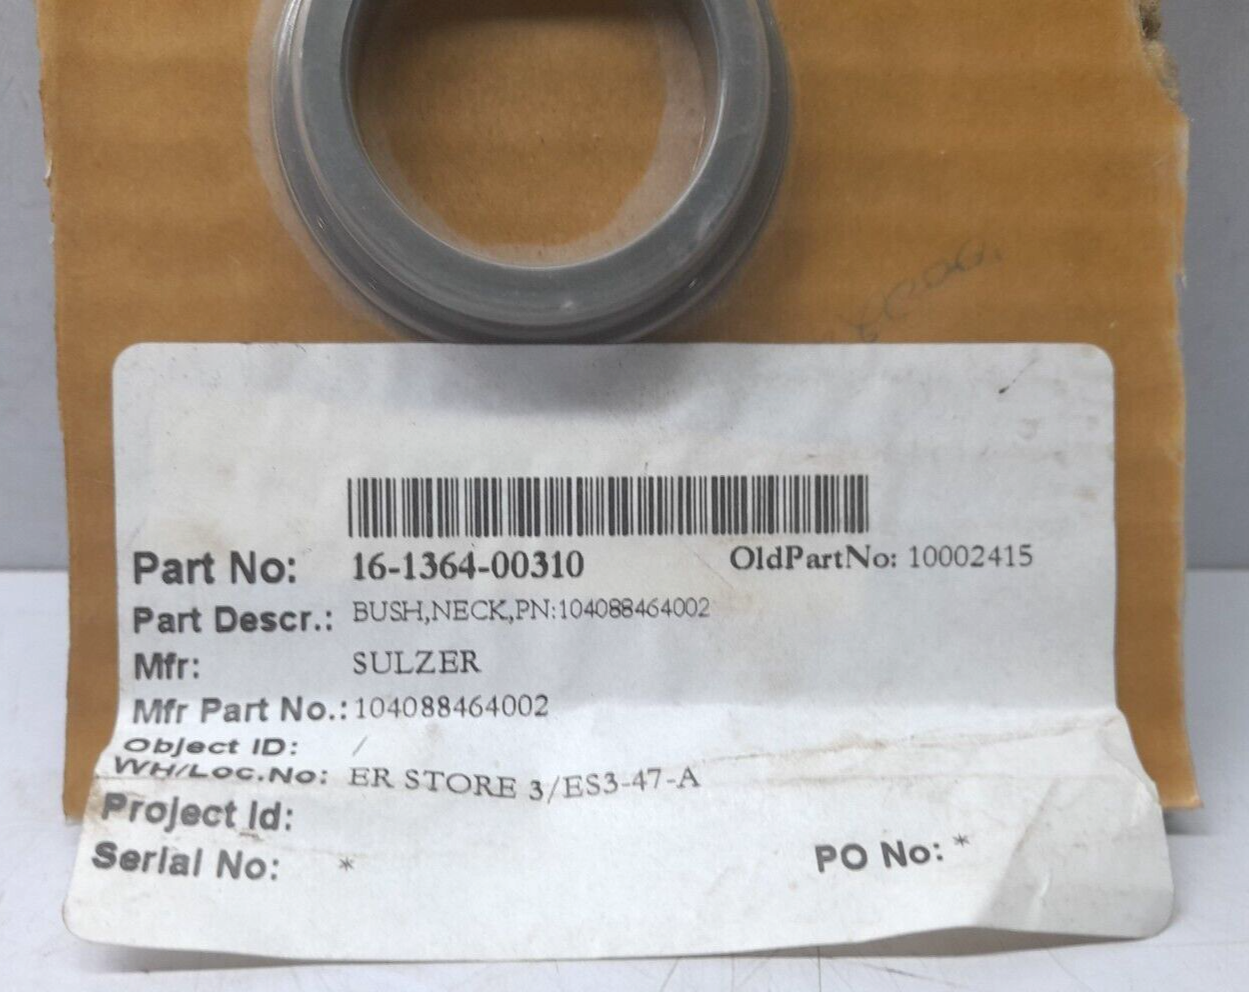 Part No: 16-1364-00310 OldPartNo: 10002415
Part Descr.: BUSH,NECK,PN:104088464002
Mfr: SULZER
Mfr Part No.: 104088464002
Object ID: /
WH/Loc.No: ER STORE 3/ES3-47-A
Project Id:
Serial No: * PO No: *